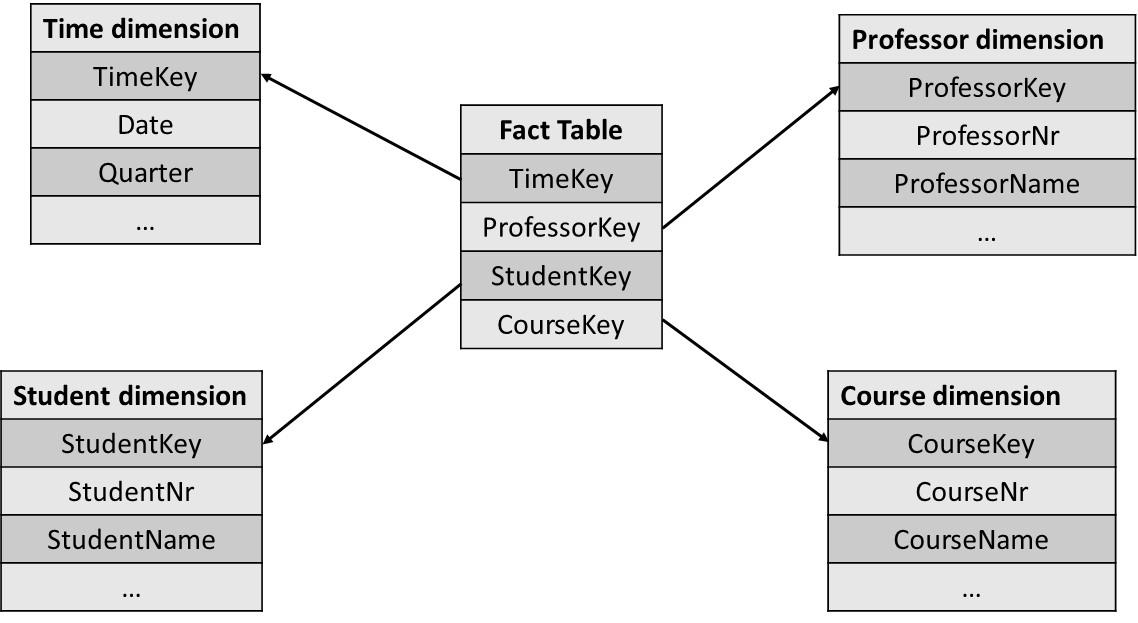 Time dimension
TimeKey
Date
Quarter
...
Fact Table
TimeKey
ProfessorKey
StudentKey
CourseKey
Professor dimension
ProfessorKey
ProfessorNr
ProfessorName
...
Student dimension
StudentKey
StudentNr
StudentName
...
Course dimension
CourseKey
CourseNr
CourseName
...